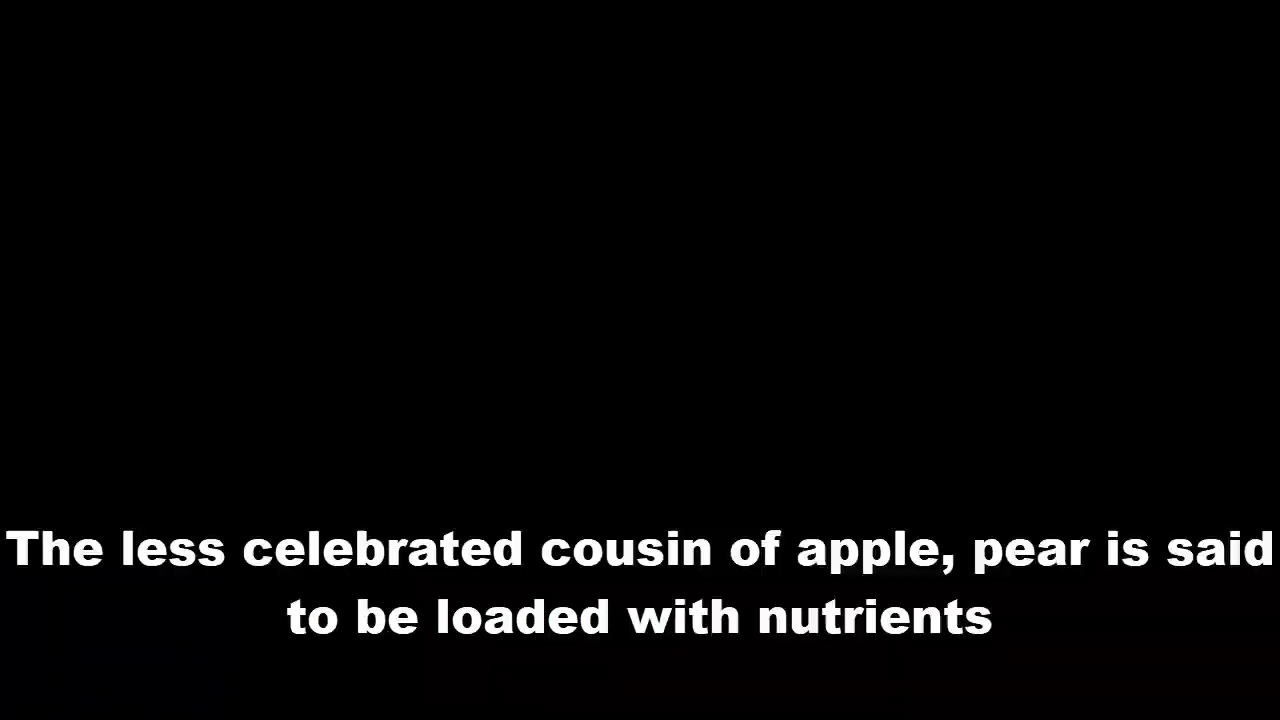 The less celebrated cousin of apple, pear is said
to be loaded with nutrients